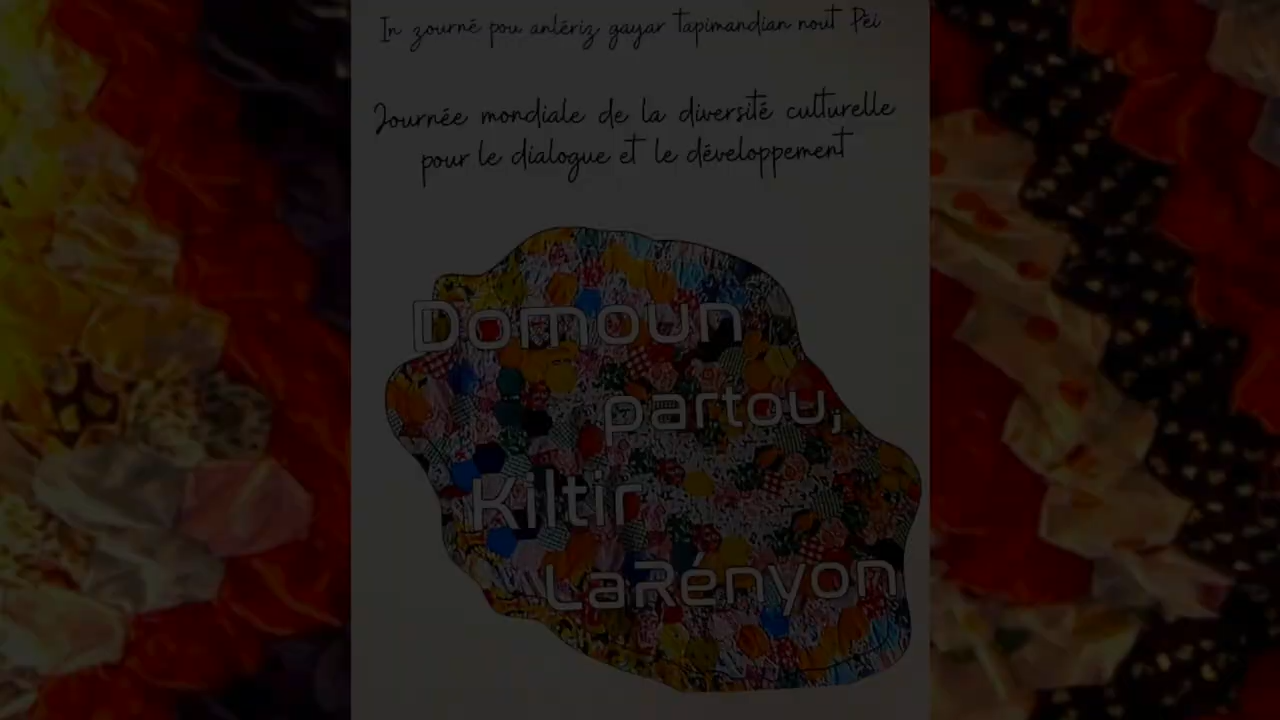 In zourné pou anlériz gayar tapimandian nout Péi
Journée mondiale de la diversité culturelle
pour le dialogue et le développement
Domoun
partou,
Kiltir
LaRényon